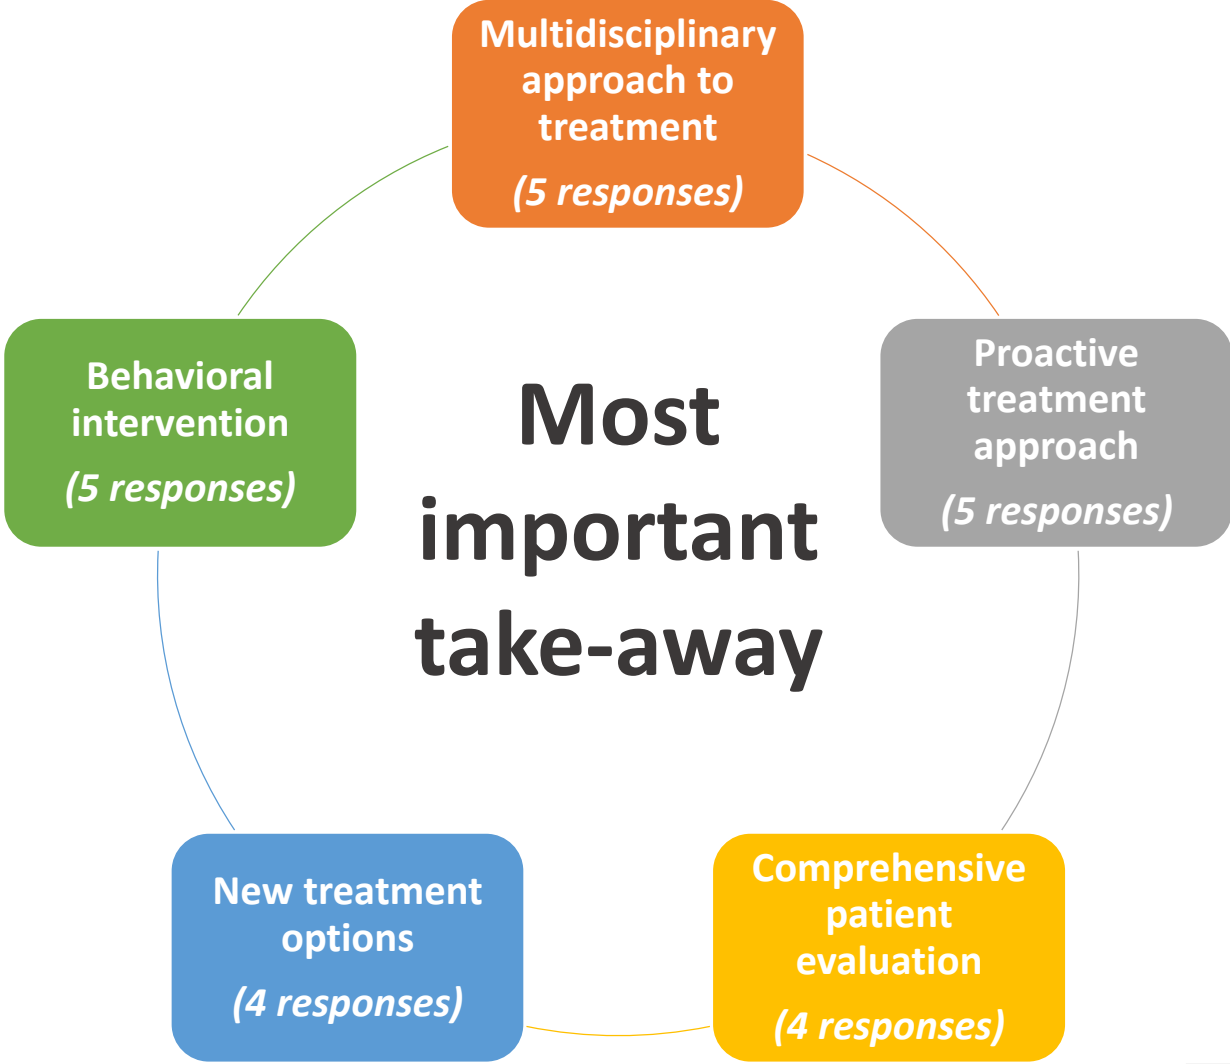 Multidisciplinary
approach to
treatment
(5 responses)
Proactive
treatment
approach
(5 responses)
Comprehensive
patient
evaluation
(4 responses)
New treatment
options
(4 responses)
Behavioral
intervention
(5 responses)
Most
important
take-away